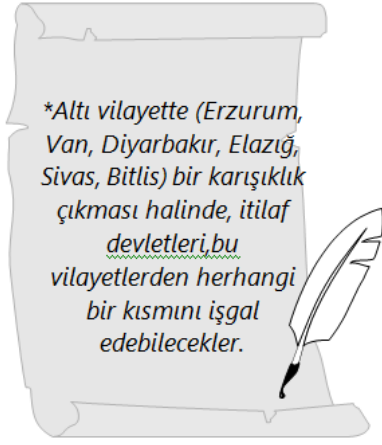 *Altı vilayette (Erzurum,
Van, Diyarbakır, Elazığ,
Sivas, Bitlis) bir karışıklık
çıkması halinde, itilaf
devletleri,bu
vilayetlerden herhangi
bir kısmını işgal
edebilecekler.